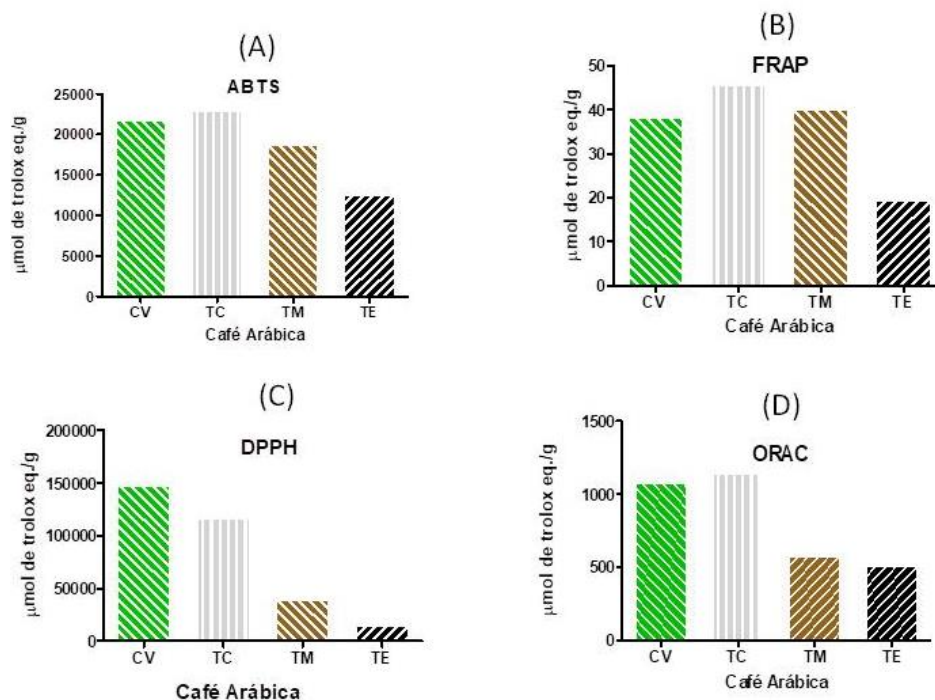 (A)
ABTS
μmol de trolox eq./g
25000
20000
15000
10000
5000
0
CV TC TM TE
Café Arábica
(B)
FRAP
μmol de trolox eq./g
50
40
30
20
10
0
CV TC TM TE
Café Arábica
(C)
DPPH
μmol de trolox eq./g
200000
150000
100000
50000
0
CV TC TM TE
Café Arábica
(D)
ORAC
μmol de trolox eq./g
1500
1000
500
0
CV TC TM TE
Café Arábica